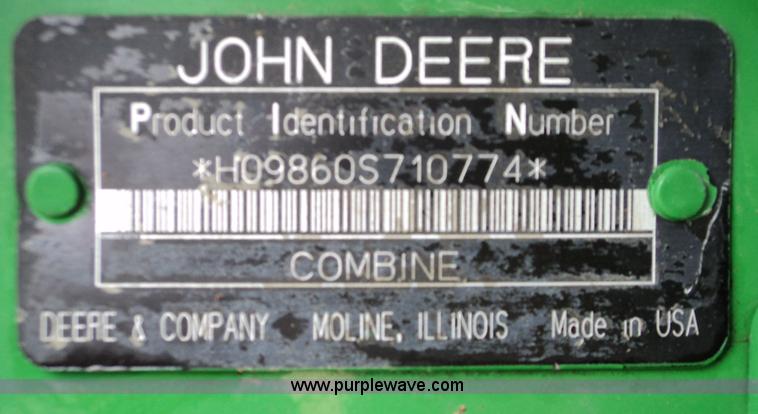 JOHN DEERE
Product Identification Number
*H09860S710774*
COMBINE
DEERE & COMPANY MOLINE, ILLINOIS Made in USA
www.purplewave.com